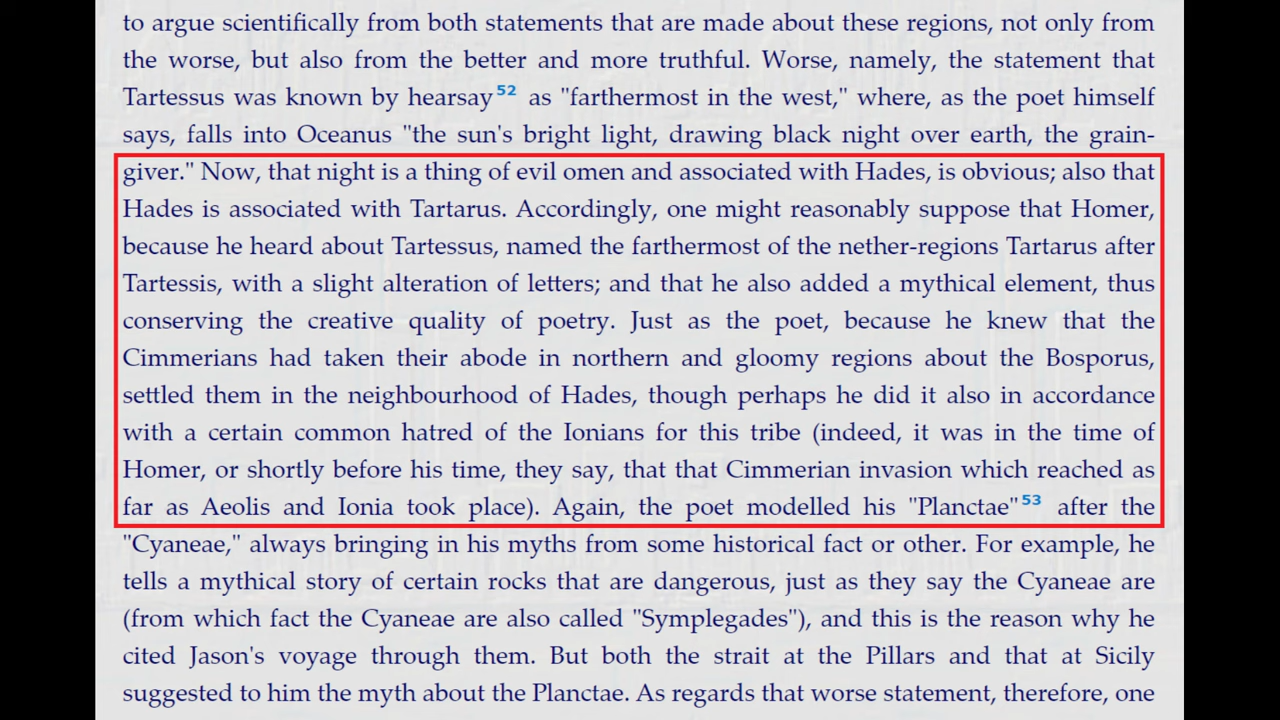 to argue scientifically from both statements that are made about these regions, not only from
the worse, but also from the better and more truthful. Worse, namely, the statement that
Tartessus was known by hearsay52 as "farthermost in the west," where, as the poet himself
says, falls into Oceanus "the sun's bright light, drawing black night over earth, the grain-
giver." Now, that night is a thing of evil omen and associated with Hades, is obvious; also that
Hades is associated with Tartarus. Accordingly, one might reasonably suppose that Homer,
because he heard about Tartessus, named the farthermost of the nether-regions Tartarus after
Tartessis, with a slight alteration of letters; and that he also added a mythical element, thus
conserving the creative quality of poetry. Just as the poet, because he knew that the
Cimmerians had taken their abode in northern and gloomy regions about the Bosporus,
settled them in the neighbourhood of Hades, though perhaps he did it also in accordance
with a certain common hatred of the Ionians for this tribe (indeed, it was in the time of
Homer, or shortly before his time, they say, that that Cimmerian invasion which reached as
far as Aeolis and Ionia took place). Again, the poet modelled his "Planctae"53 after the
"Cyaneae," always bringing in his myths from some historical fact or other. For example, he
tells a mythical story of certain rocks that are dangerous, just as they say the Cyaneae are
(from which fact the Cyaneae are also called "Symplegades"), and this is the reason why he
cited Jason's voyage through them. But both the strait at the Pillars and that at Sicily
suggested to him the myth about the Planctae. As regards that worse statement, therefore, one